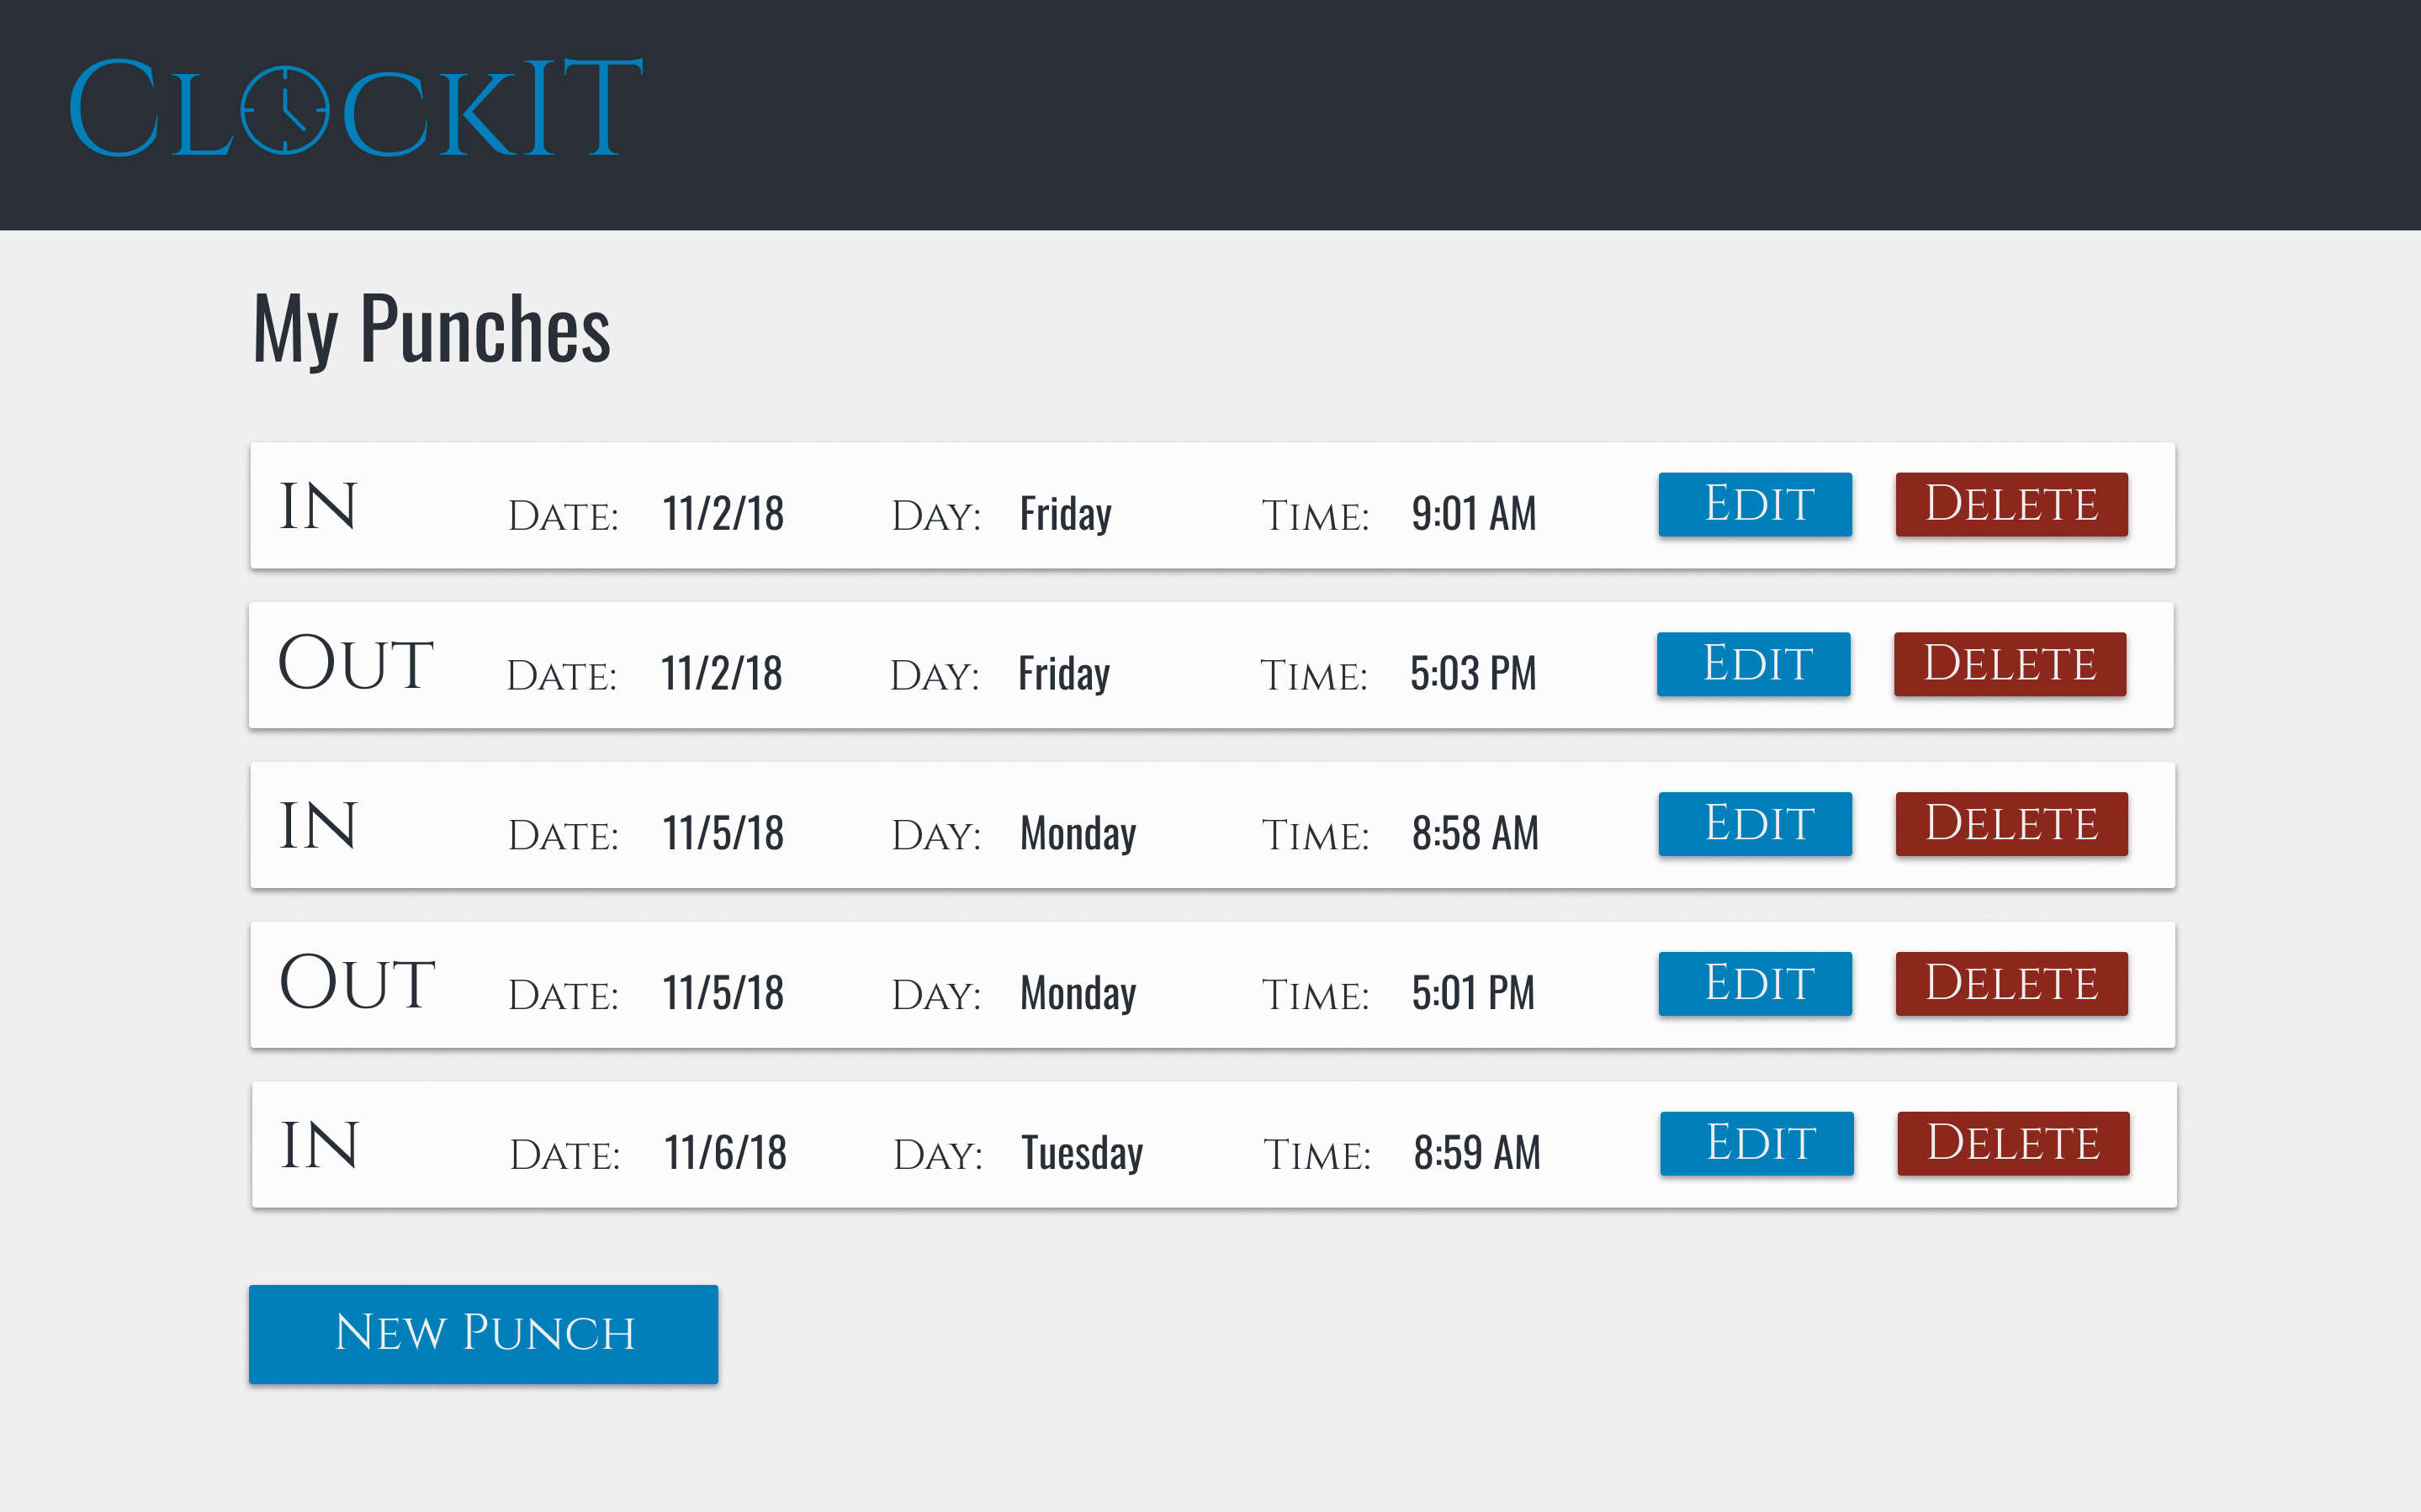 ClockIT
My Punches
In Date: 11/2/18 Day: Friday Time: 9:01 AM Edit Delete
Out Date: 11/2/18 Day: Friday Time: 5:03 PM Edit Delete
In Date: 11/5/18 Day: Monday Time: 8:58 AM Edit Delete
Out Date: 11/5/18 Day: Monday Time: 5:01 PM Edit Delete
In Date: 11/6/18 Day: Tuesday Time: 8:59 AM Edit Delete
New Punch